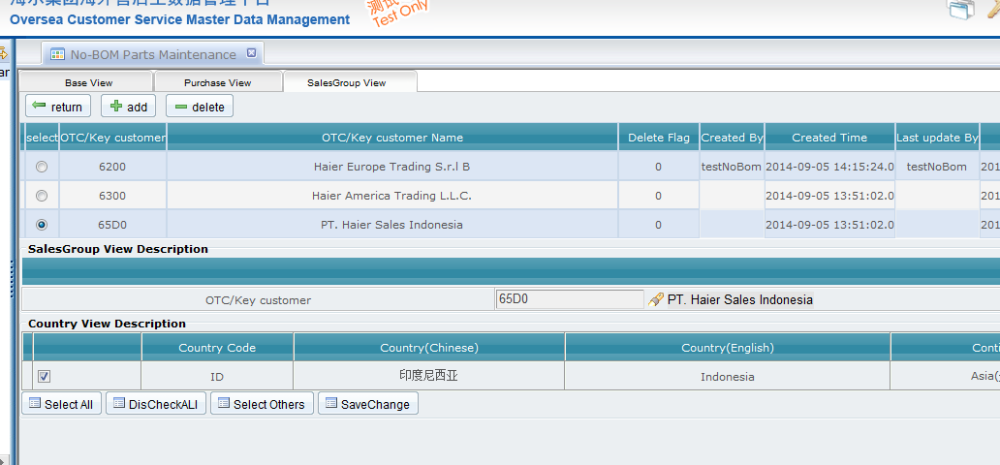 海尔集团海外售后主数据管理平台
Oversea Customer Service Master Data Management
测试
Test Only
No-BOM Parts Maintenance
Base View Purchase View SalesGroup View
return add delete
select OTC/Key customer OTC/Key customer Name Delete Flag Created By Created Time Last update By
6200 Haier Europe Trading S.r.l B 0 testNoBom 2014-09-05 14:15:24.0 testNoBom 201
6300 Haier America Trading L.L.C. 0 2014-09-05 13:51:02.0 201
65D0 PT. Haier Sales Indonesia 0 2014-09-05 13:51:02.0 201
SalesGroup View Description
OTC/Key customer 65D0 PT. Haier Sales Indonesia
Country View Description
Country Code Country(Chinese) Country(English) Conti
ID 印度尼西亚 Indonesia Asia(
Select All DisCheckALl Select Others SaveChange